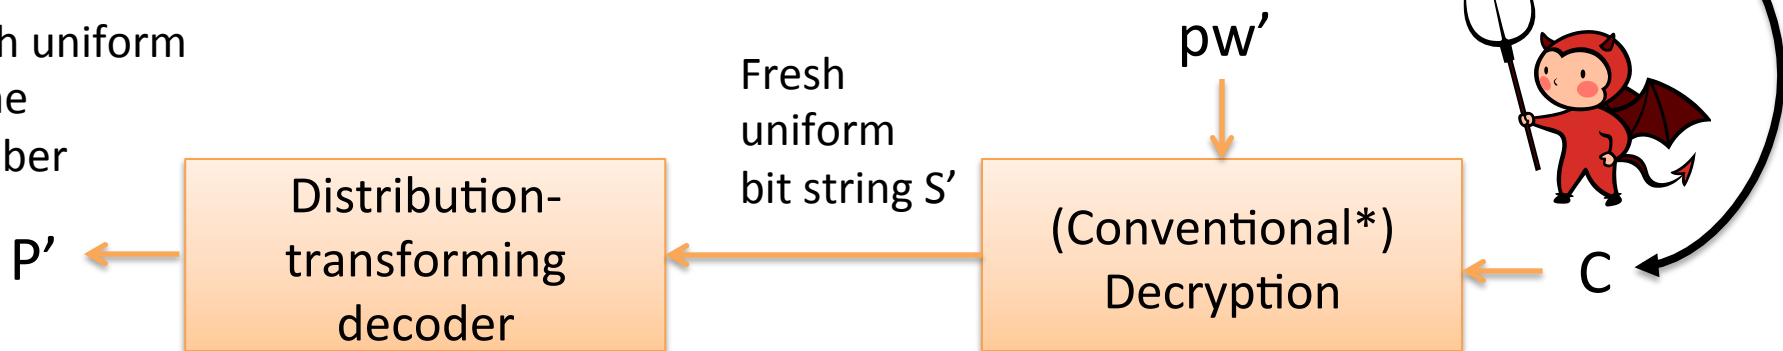 h uniform
ne
ber
P’
Distribution-
transforming
decoder
Fresh
uniform
bit string S’
pw’
(Conventional*)
Decryption
C